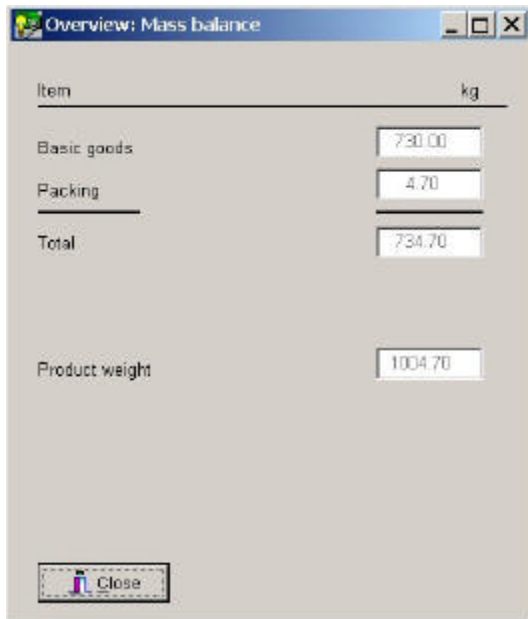 Overview: Mass balance
Item kg
Basic goods 730.00
Packing 4.70
Total 734.70
Product weight 1004.70
Close